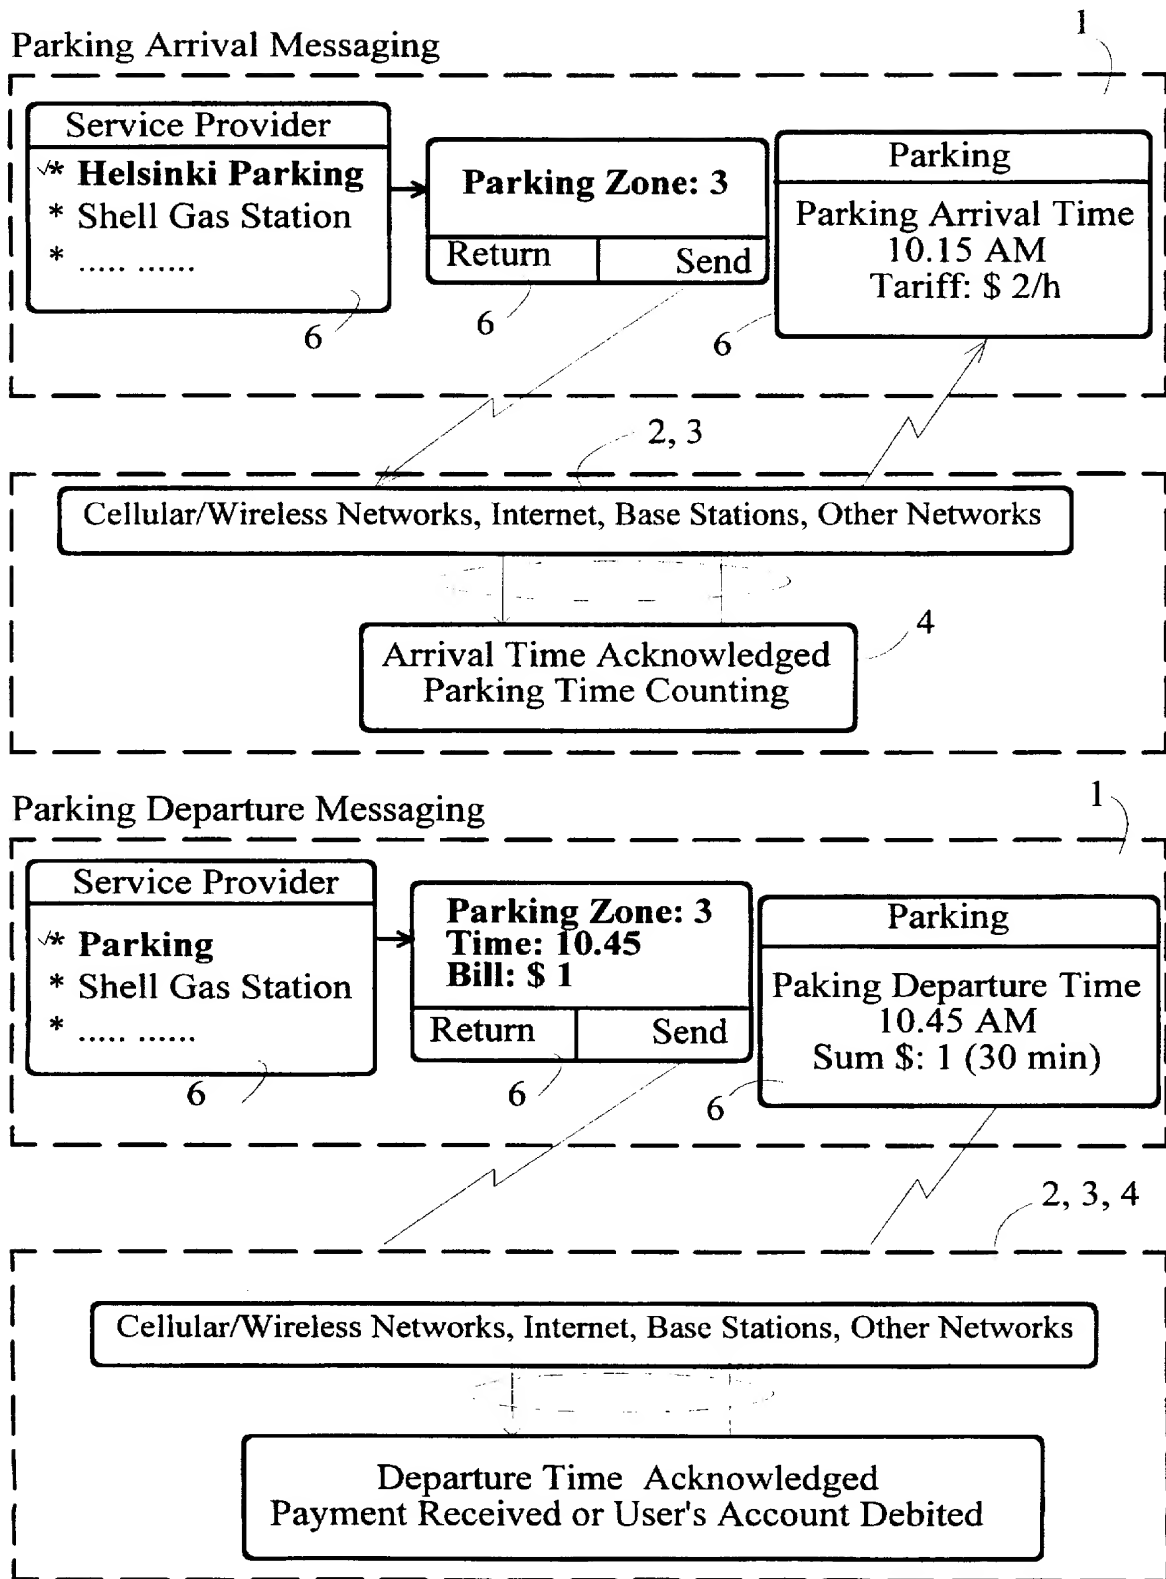 1
Parking Arrival Messaging
Service Provider
✓* Helsinki Parking
* Shell Gas Station
* ..... ......
6
Parking Zone: 3
Return
Send
6
Parking
Parking Arrival Time
10.15 AM
Tariff: $ 2/h
6
2, 3
Cellular/Wireless Networks, Internet, Base Stations, Other Networks
4
Arrival Time Acknowledged
Parking Time Counting
Parking Departure Messaging
1
Service Provider
✓* Parking
* Shell Gas Station
* ..... ......
6
Parking Zone: 3
Time: 10.45
Bill: $ 1
Return
Send
6
Parking
Paking Departure Time
10.45 AM
Sum $: 1 (30 min)
6
2, 3, 4
Cellular/Wireless Networks, Internet, Base Stations, Other Networks
Departure Time Acknowledged
Payment Received or User's Account Debited